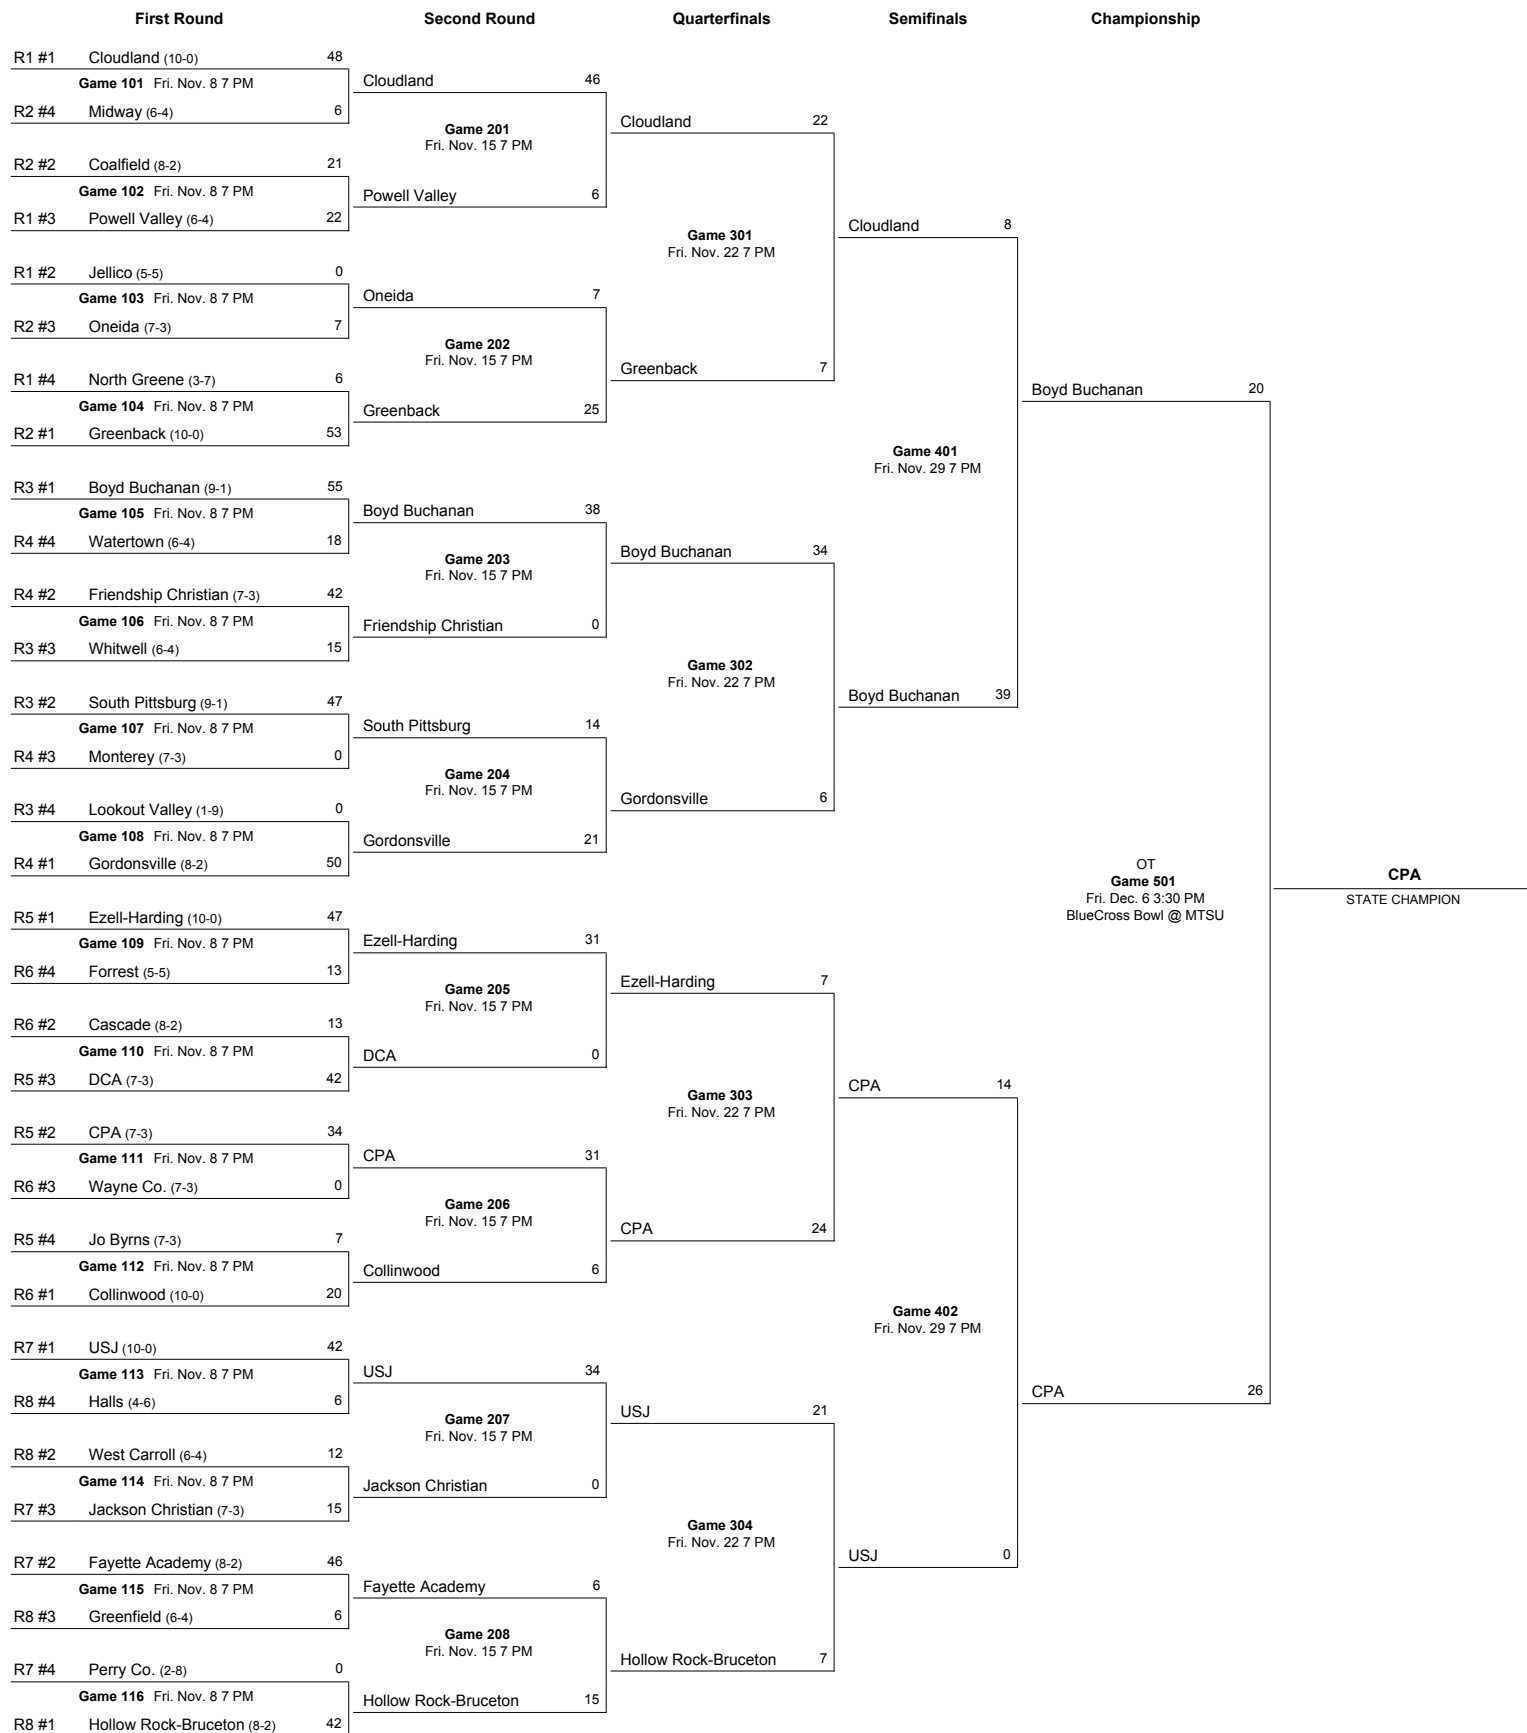 First Round
Second Round
Quarterfinals
Semifinals
Championship
R1 #1 Cloudland (10-0) 48
Game 101 Fri. Nov. 8 7 PM
R2 #4 Midway (6-4) 6
R2 #2 Coalfield (8-2) 21
Game 102 Fri. Nov. 8 7 PM
R1 #3 Powell Valley (6-4) 22
R1 #2 Jellico (5-5) 0
Game 103 Fri. Nov. 8 7 PM
R2 #3 Oneida (7-3) 7
R1 #4 North Greene (3-7) 6
Game 104 Fri. Nov. 8 7 PM
R2 #1 Greenback (10-0) 53
R3 #1 Boyd Buchanan (9-1) 55
Game 105 Fri. Nov. 8 7 PM
R4 #4 Watertown (6-4) 18
R4 #2 Friendship Christian (7-3) 42
Game 106 Fri. Nov. 8 7 PM
R3 #3 Whitwell (6-4) 15
R3 #2 South Pittsburg (9-1) 47
Game 107 Fri. Nov. 8 7 PM
R4 #3 Monterey (7-3) 0
R3 #4 Lookout Valley (1-9) 0
Game 108 Fri. Nov. 8 7 PM
R4 #1 Gordonsville (8-2) 50
R5 #1 Ezell-Harding (10-0) 47
Game 109 Fri. Nov. 8 7 PM
R6 #4 Forrest (5-5) 13
R6 #2 Cascade (8-2) 13
Game 110 Fri. Nov. 8 7 PM
R5 #3 DCA (7-3) 42
R5 #2 CPA (7-3) 34
Game 111 Fri. Nov. 8 7 PM
R6 #3 Wayne Co. (7-3) 0
R5 #4 Jo Byrns (7-3) 7
Game 112 Fri. Nov. 8 7 PM
R6 #1 Collinwood (10-0) 20
R7 #1 USJ (10-0) 42
Game 113 Fri. Nov. 8 7 PM
R8 #4 Halls (4-6) 6
R8 #2 West Carroll (6-4) 12
Game 114 Fri. Nov. 8 7 PM
R7 #3 Jackson Christian (7-3) 15
R7 #2 Fayette Academy (8-2) 46
Game 115 Fri. Nov. 8 7 PM
R8 #3 Greenfield (6-4) 6
R7 #4 Perry Co. (2-8) 0
Game 116 Fri. Nov. 8 7 PM
R8 #1 Hollow Rock-Bruceton (8-2) 42
Cloudland 46
Game 201
Fri. Nov. 15 7 PM
Powell Valley 6
Oneida 7
Game 202
Fri. Nov. 15 7 PM
Greenback 25
Boyd Buchanan 38
Game 203
Fri. Nov. 15 7 PM
Friendship Christian 0
South Pittsburg 14
Game 204
Fri. Nov. 15 7 PM
Gordonsville 21
Ezell-Harding 31
Game 205
Fri. Nov. 15 7 PM
DCA 0
CPA 31
Game 206
Fri. Nov. 15 7 PM
Collinwood 6
USJ 34
Game 207
Fri. Nov. 15 7 PM
Jackson Christian 0
Fayette Academy 6
Game 208
Fri. Nov. 15 7 PM
Hollow Rock-Bruceton 15
Cloudland 22
Game 301
Fri. Nov. 22 7 PM
Greenback 7
Boyd Buchanan 34
Game 302
Fri. Nov. 22 7 PM
Gordonsville 6
Ezell-Harding 7
Game 303
Fri. Nov. 22 7 PM
CPA 24
USJ 21
Game 304
Fri. Nov. 22 7 PM
Hollow Rock-Bruceton 7
Cloudland 8
Game 401
Fri. Nov. 29 7 PM
Boyd Buchanan 39
CPA 14
Game 402
Fri. Nov. 29 7 PM
USJ 0
Boyd Buchanan 20
OT
Game 501
Fri. Dec. 6 3:30 PM
BlueCross Bowl @ MTSU
CPA 26
CPA
STATE CHAMPION